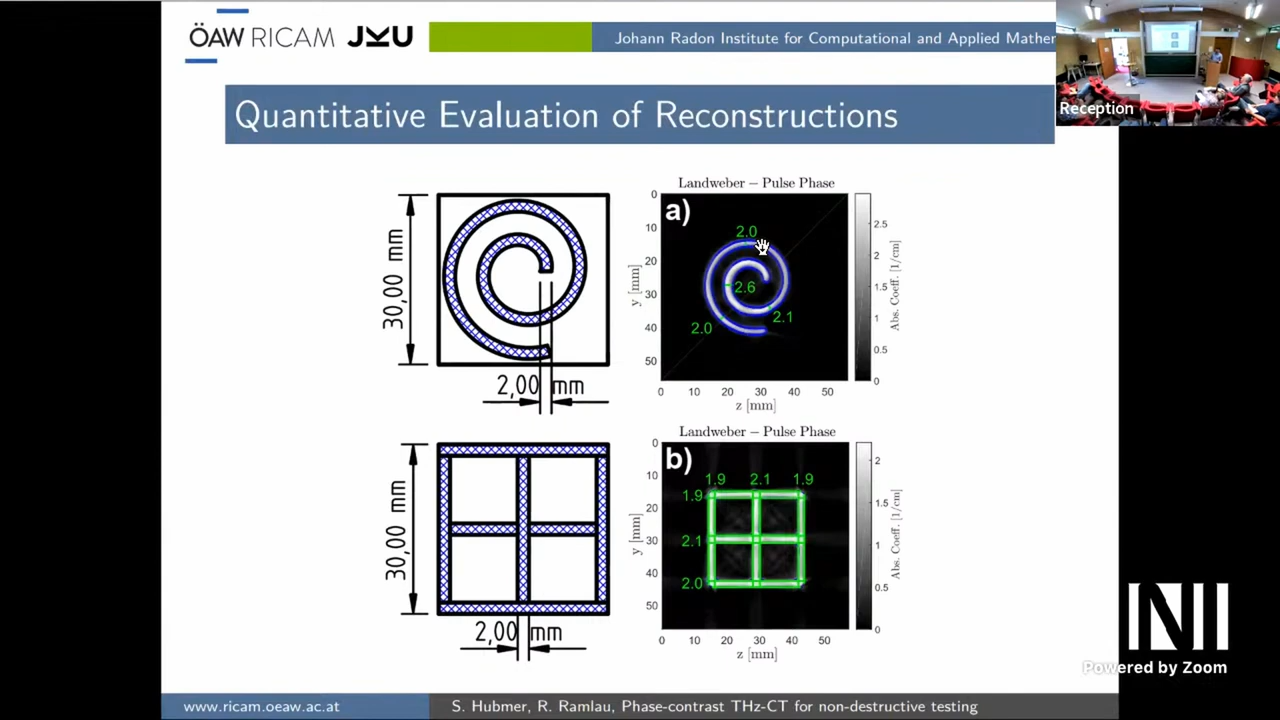 ÖAW RICAM JKU
Johann Radon Institute for Computational and Applied Mather
Reception
Quantitative Evaluation of Reconstructions
30,00 mm
2,00 mm
Landweber – Pulse Phase
a)
2.0
2.6
2.0
2.1
0
10
20
30
40
50
y [mm]
0 10 20 30 40 50
z [mm]
2.5
2
1.5
1
0.5
0
Abs. Coeff. [1/cm]
30,00 mm
2,00 mm
Landweber – Pulse Phase
b)
1.9 2.1 1.9
1.9
2.1
2.0
0
10
20
30
40
50
y [mm]
0 10 20 30 40 50
z [mm]
2
1.5
1
0.5
0
Abs. Coeff. [1/cm]
Powered by Zoom
www.ricam.oeaw.ac.at
S. Hubmer, R. Ramlau, Phase-contrast THz-CT for non-destructive testing